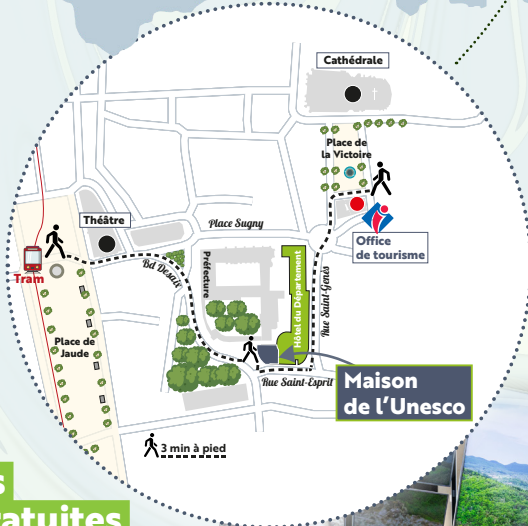 Cathédrale
Place de
la Victoire
Théâtre
Place Sugny
Office
de tourisme
Tram
Bd Desaix
Préfecture
Hôtel du Département
Rue Saint-Genès
Place de
Jaude
Rue Saint-Esprit
Maison
de l'Unesco
3 min à pied